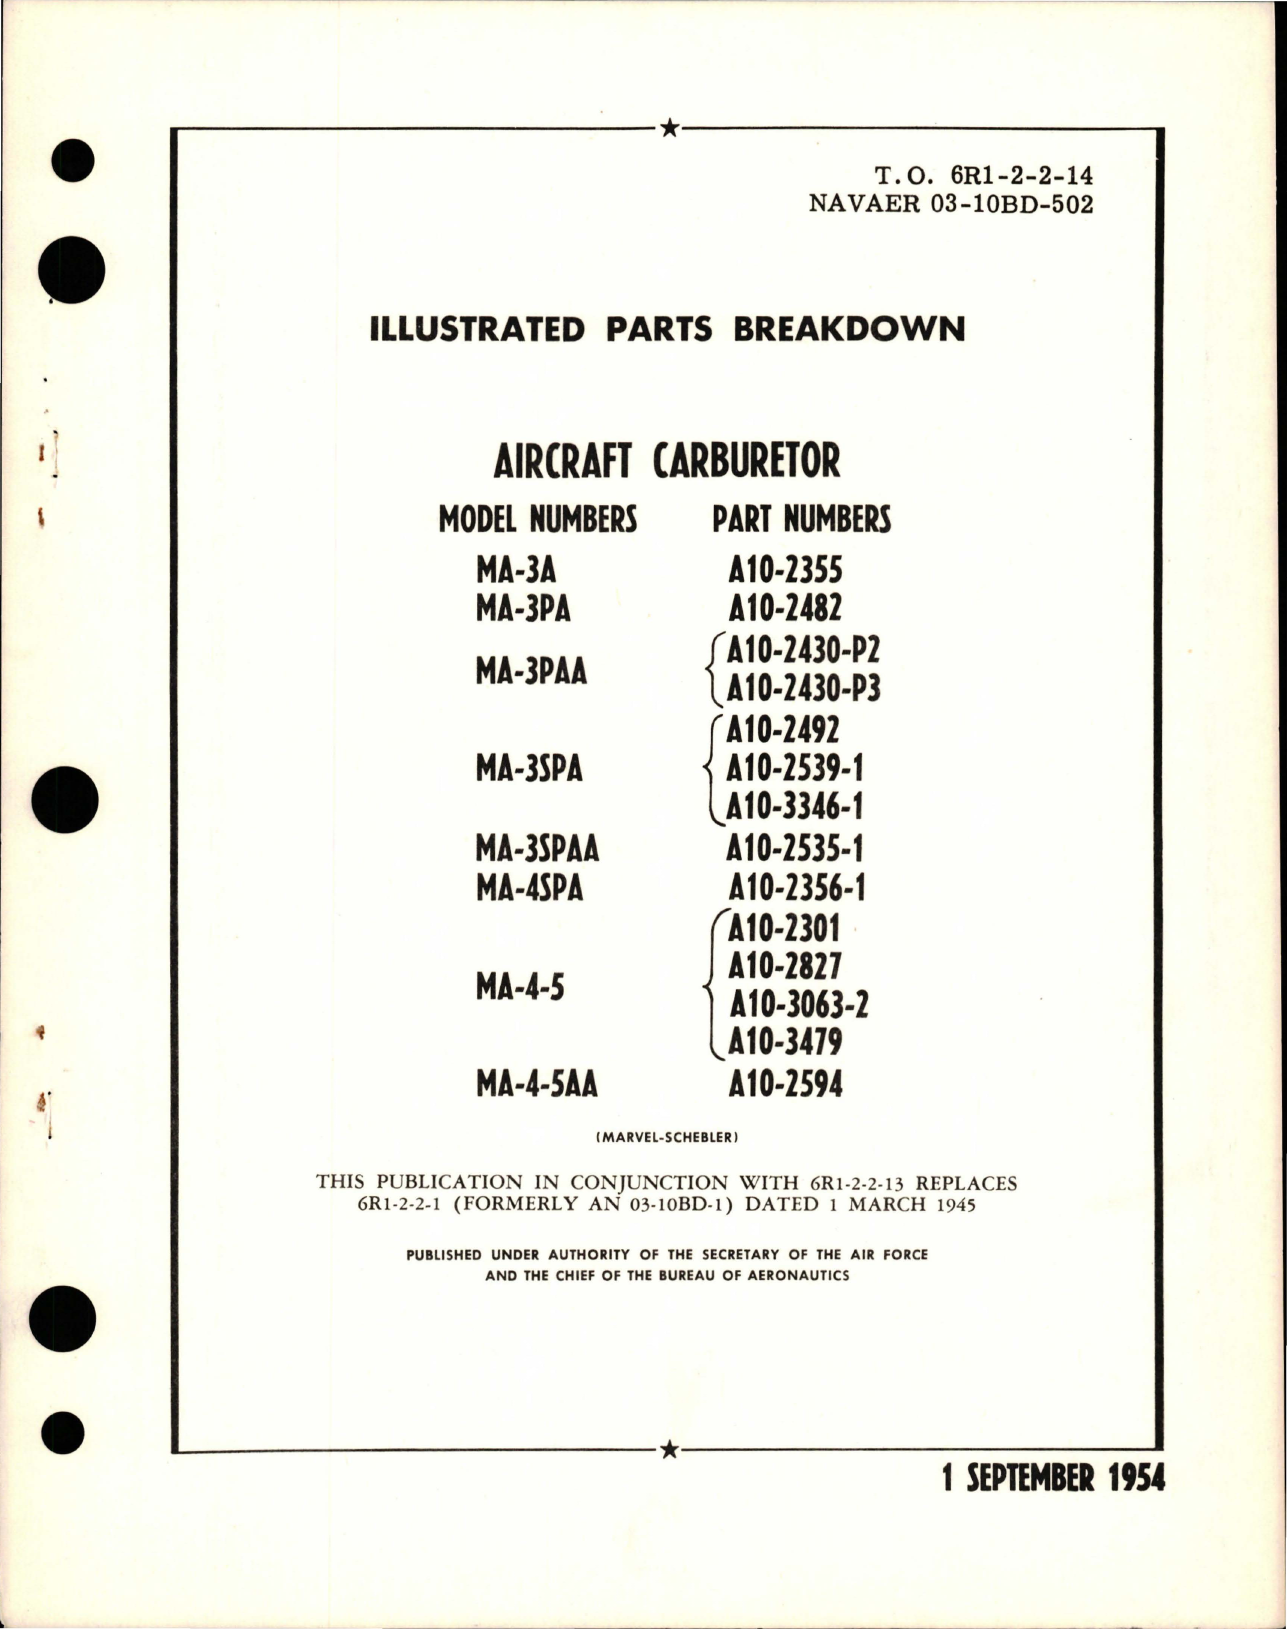 T.O. 6R1-2-2-14
NAVAER 03-10BD-502
ILLUSTRATED PARTS BREAKDOWN
AIRCRAFT CARBURETOR
MODEL NUMBERS PART NUMBERS
MA-3A A10-2355
MA-3PA A10-2482
MA-3PAA A10-2430-P2
A10-2430-P3
A10-2492
MA-3SPA A10-2539-1
A10-3346-1
MA-3SPAA A10-2535-1
MA-4SPA A10-2356-1
A10-2301
A10-2827
MA-4-5 A10-3063-2
A10-3479
MA-4-5AA A10-2594
(MARVEL-SCHEBLER)
THIS PUBLICATION IN CONJUNCTION WITH 6R1-2-2-13 REPLACES
6R1-2-2-1 (FORMERLY AN 03-10BD-1) DATED 1 MARCH 1945
PUBLISHED UNDER AUTHORITY OF THE SECRETARY OF THE AIR FORCE
AND THE CHIEF OF THE BUREAU OF AERONAUTICS
1 SEPTEMBER 1954